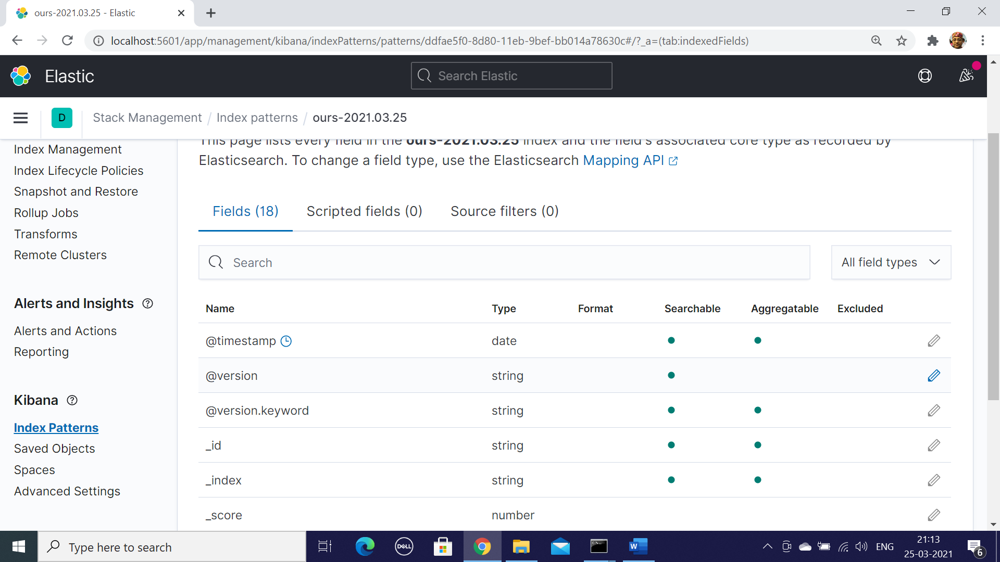 ours-2021.03.25 - Elastic
localhost:5601/app/management/kibana/indexPatterns/patterns/ddfae5f0-8d80-11eb-9bef-bb014a78630c#/?_a=(tab:indexedFields)
Elastic
Search Elastic
D
Stack Management / Index patterns / ours-2021.03.25
Index Management
Index Lifecycle Policies
Snapshot and Restore
Rollup Jobs
Transforms
Remote Clusters
Alerts and Insights
Alerts and Actions
Reporting
Kibana
Index Patterns
Saved Objects
Spaces
Advanced Settings
This page lists every field in the ours-2021.03.25 index and the field's associated core type as recorded by
Elasticsearch. To change a field type, use the Elasticsearch Mapping API
Fields (18) Scripted fields (0) Source filters (0)
Search All field types
Name Type Format Searchable Aggregatable Excluded
@timestamp date
@version string
@version.keyword string
_id string
_index string
_score number
Type here to search
DELL
W
ENG
21:13
25-03-2021
6